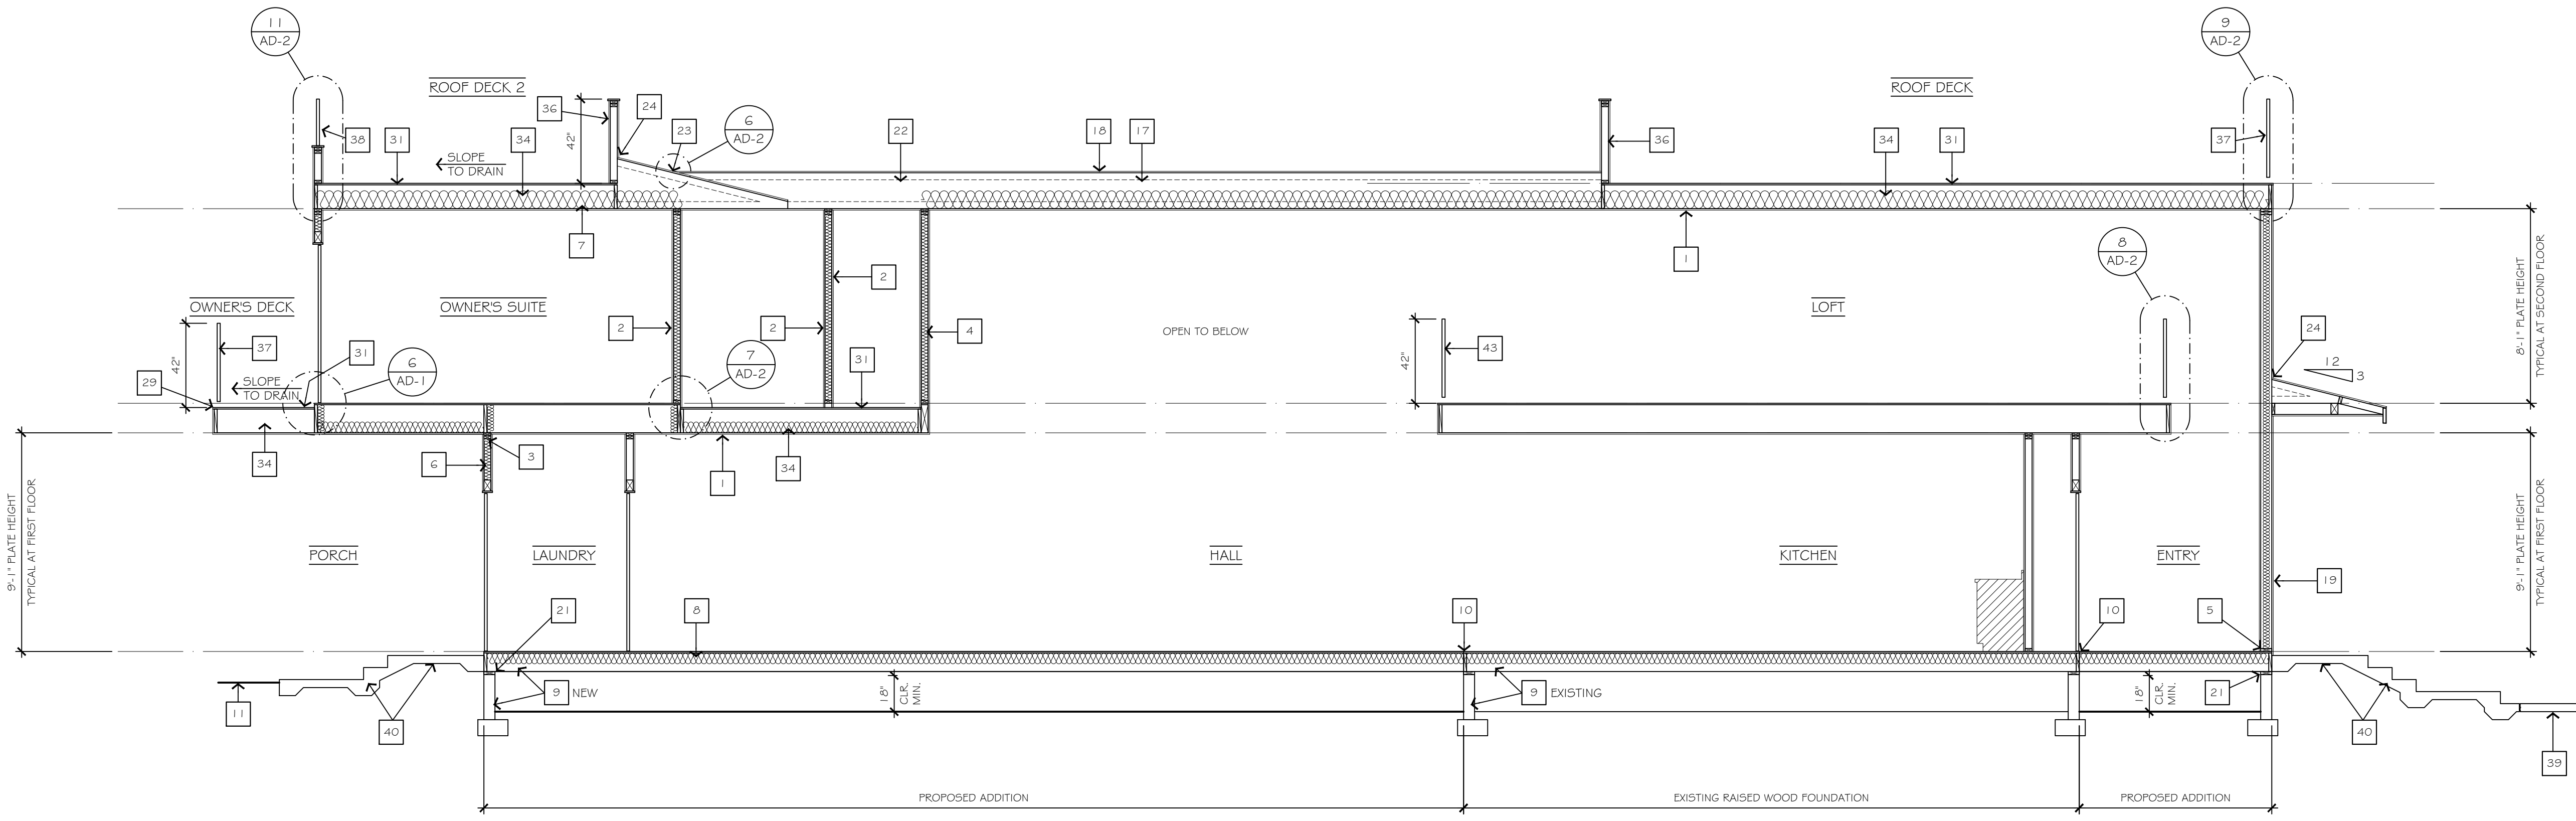 11
AD-2
9
AD-2
ROOF DECK 2
ROOF DECK
36
24
6
AD-2
23
22
18
17
36
34
31
37
38
31
34
42"
SLOPE
TO DRAIN
7
1
8
AD-2
2
OWNER'S DECK
OWNER'S SUITE
LOFT
2
2
4
OPEN TO BELOW
24
12
3
42"
37
31
6
AD-1
7
AD-2
31
42"
43
29
SLOPE
TO DRAIN
8'-1" PLATE HEIGHT
TYPICAL AT SECOND FLOOR
34
6
3
1
34
9'-1" PLATE HEIGHT
TYPICAL AT FIRST FLOOR
9'-1" PLATE HEIGHT
TYPICAL AT FIRST FLOOR
PORCH
LAUNDRY
HALL
KITCHEN
ENTRY
19
21
8
10
10
5
11
40
9
NEW
18"
CLR.
MIN.
9
EXISTING
18"
CLR.
MIN.
21
40
39
PROPOSED ADDITION
EXISTING RAISED WOOD FOUNDATION
PROPOSED ADDITION